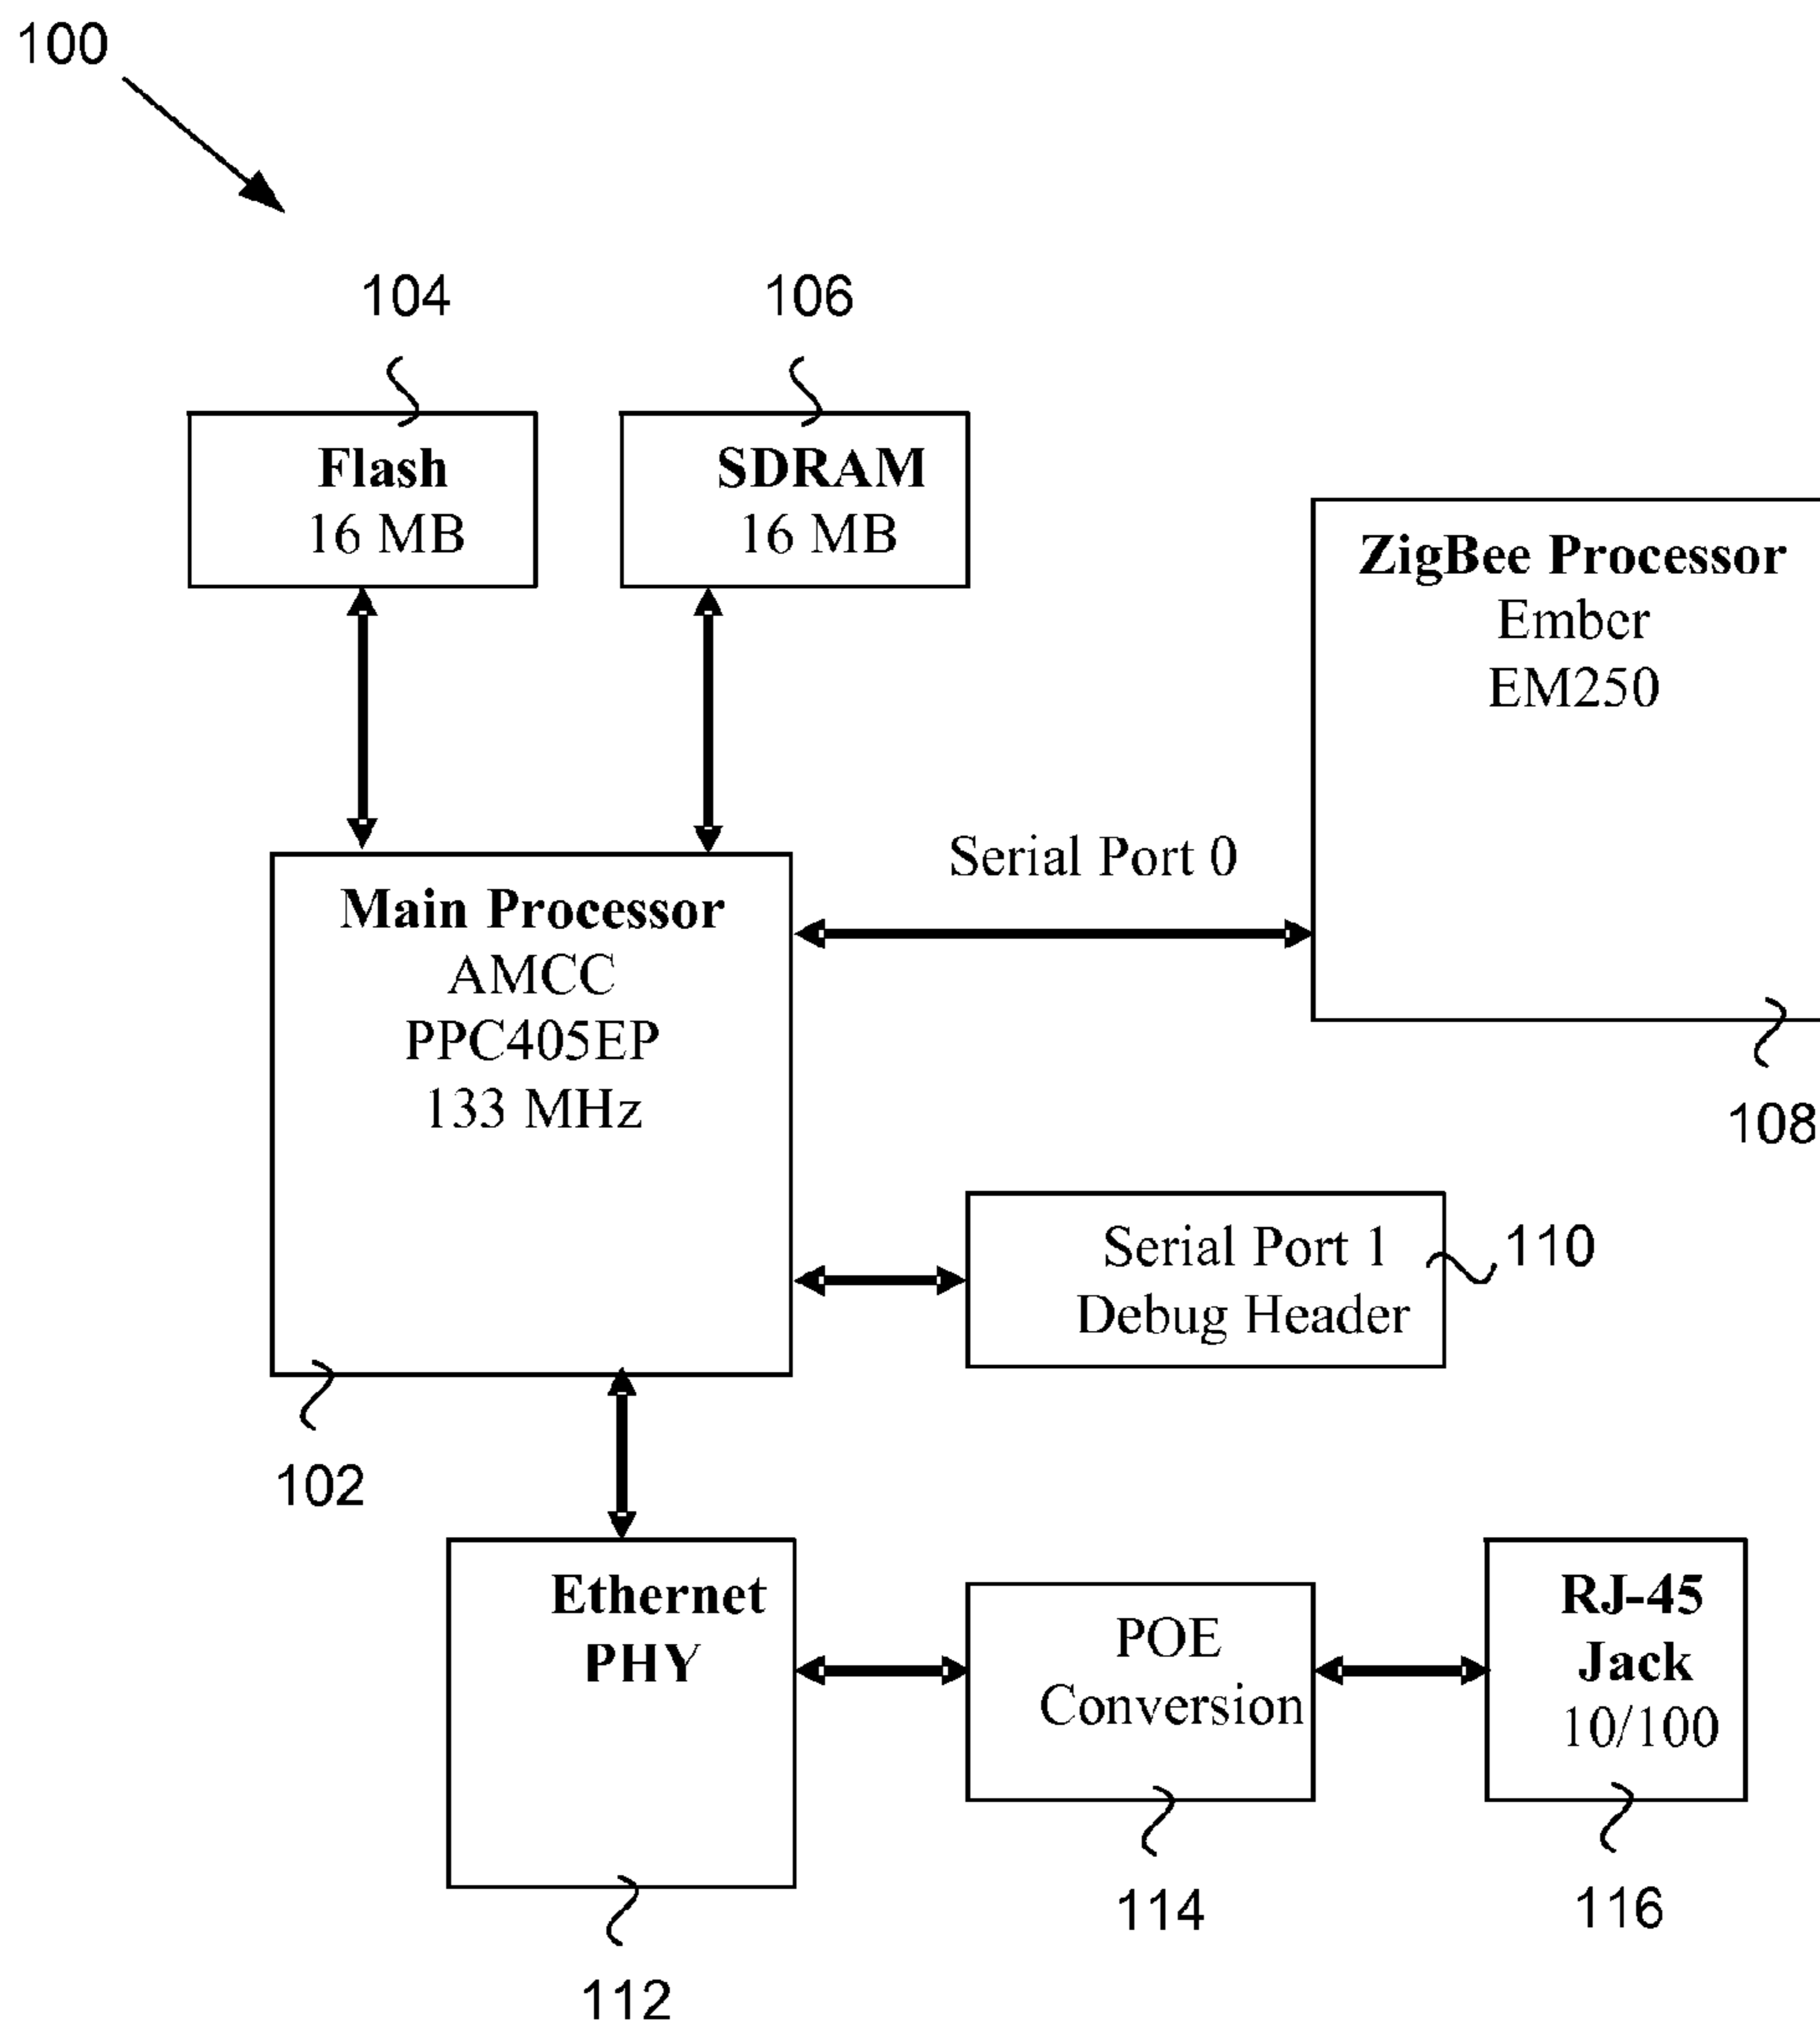 100
104
106
Flash
16 MB
SDRAM
16 MB
ZigBee Processor
Embcr
EM250
Serial Port 0
Main Processor
AMCC
PPC405EP
133 MHz
108
Serial Port 1
Debug Header
110
102
Ethernet
PHY
POE
Conversion
RJ-45
Jack
10/100
114
116
112